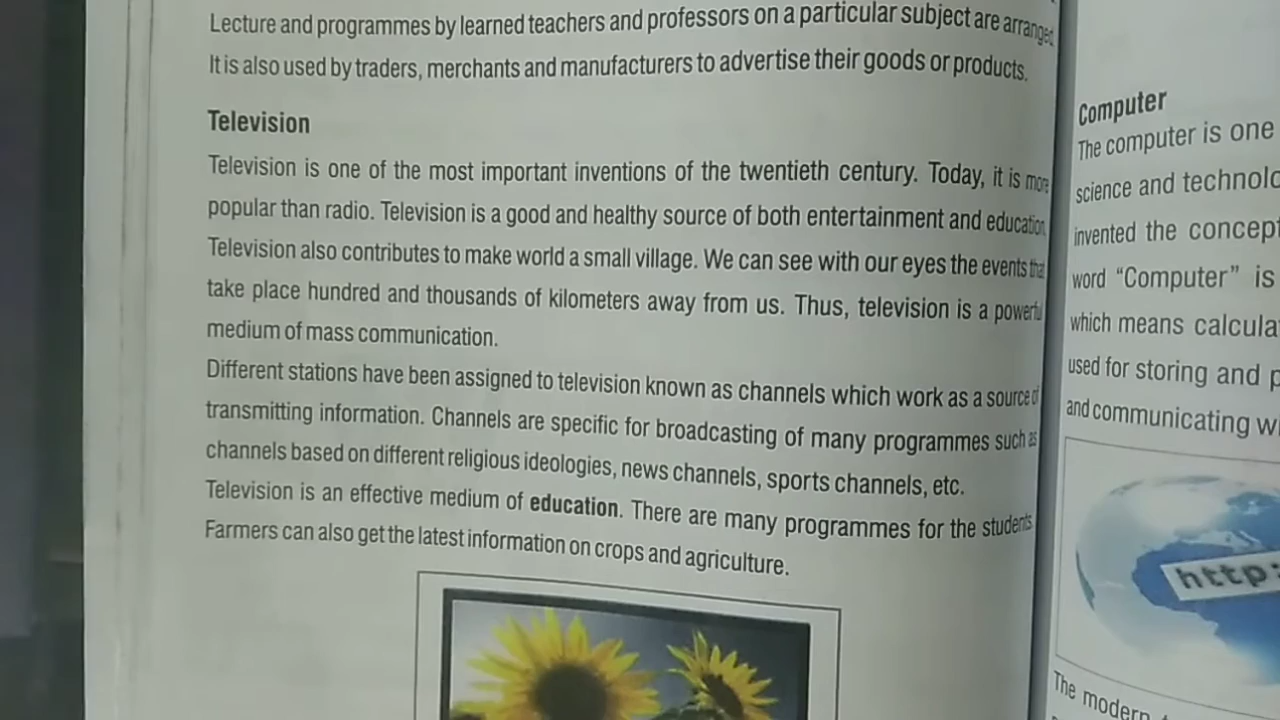 Lecture and programmes by learned teachers and professors on a particular subject are arranged
It is also used by traders, merchants and manufacturers to advertise their goods or products.
Television
Television is one of the most important inventions of the twentieth century. Today, it is more
popular than radio. Television is a good and healthy source of both entertainment and education
Television also contributes to make world a small village. We can see with our eyes the events that
take place hundred and thousands of kilometers away from us. Thus, television is a powerful
medium of mass communication.
Different stations have been assigned to television known as channels which work as a source of
transmitting information. Channels are specific for broadcasting of many programmes such as
channels based on different religious ideologies, news channels, sports channels, etc.
Television is an effective medium of education. There are many programmes for the students
Farmers can also get the latest information on crops and agriculture.
Computer
The computer is one
science and technolo
invented the concept
word “Computer” is
which means calcula
used for storing and p
and communicating wi
http:
The modern